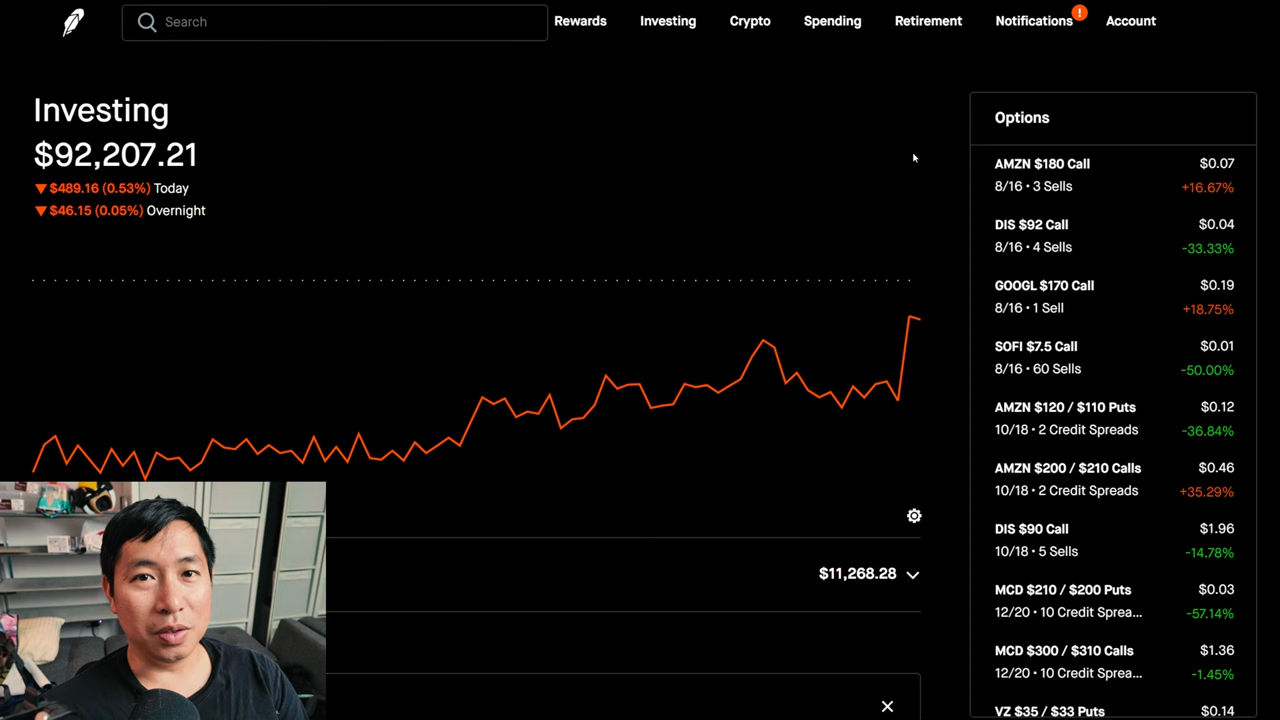 Search
Rewards
Investing
Crypto
Spending
Retirement
Notifications
!
Account
Investing
$92,207.21
▼ $489.16 (0.53%) Today
▼ $46.15 (0.05%) Overnight
$11,268.28
Options
AMZN $180 Call $0.07
8/16 • 3 Sells +16.67%
DIS $92 Call $0.04
8/16 • 4 Sells -33.33%
GOOGL $170 Call $0.19
8/16 • 1 Sell +18.75%
SOFI $7.5 Call $0.01
8/16 • 60 Sells -50.00%
AMZN $120 / $110 Puts $0.12
10/18 • 2 Credit Spreads -36.84%
AMZN $200 / $210 Calls $0.46
10/18 • 2 Credit Spreads +35.29%
DIS $90 Call $1.96
10/18 • 5 Sells -14.78%
MCD $210 / $200 Puts $0.03
12/20 • 10 Credit Sprea... -57.14%
MCD $300 / $310 Calls $1.36
12/20 • 10 Credit Sprea... -1.45%
VZ $35 / $33 Puts $0.14